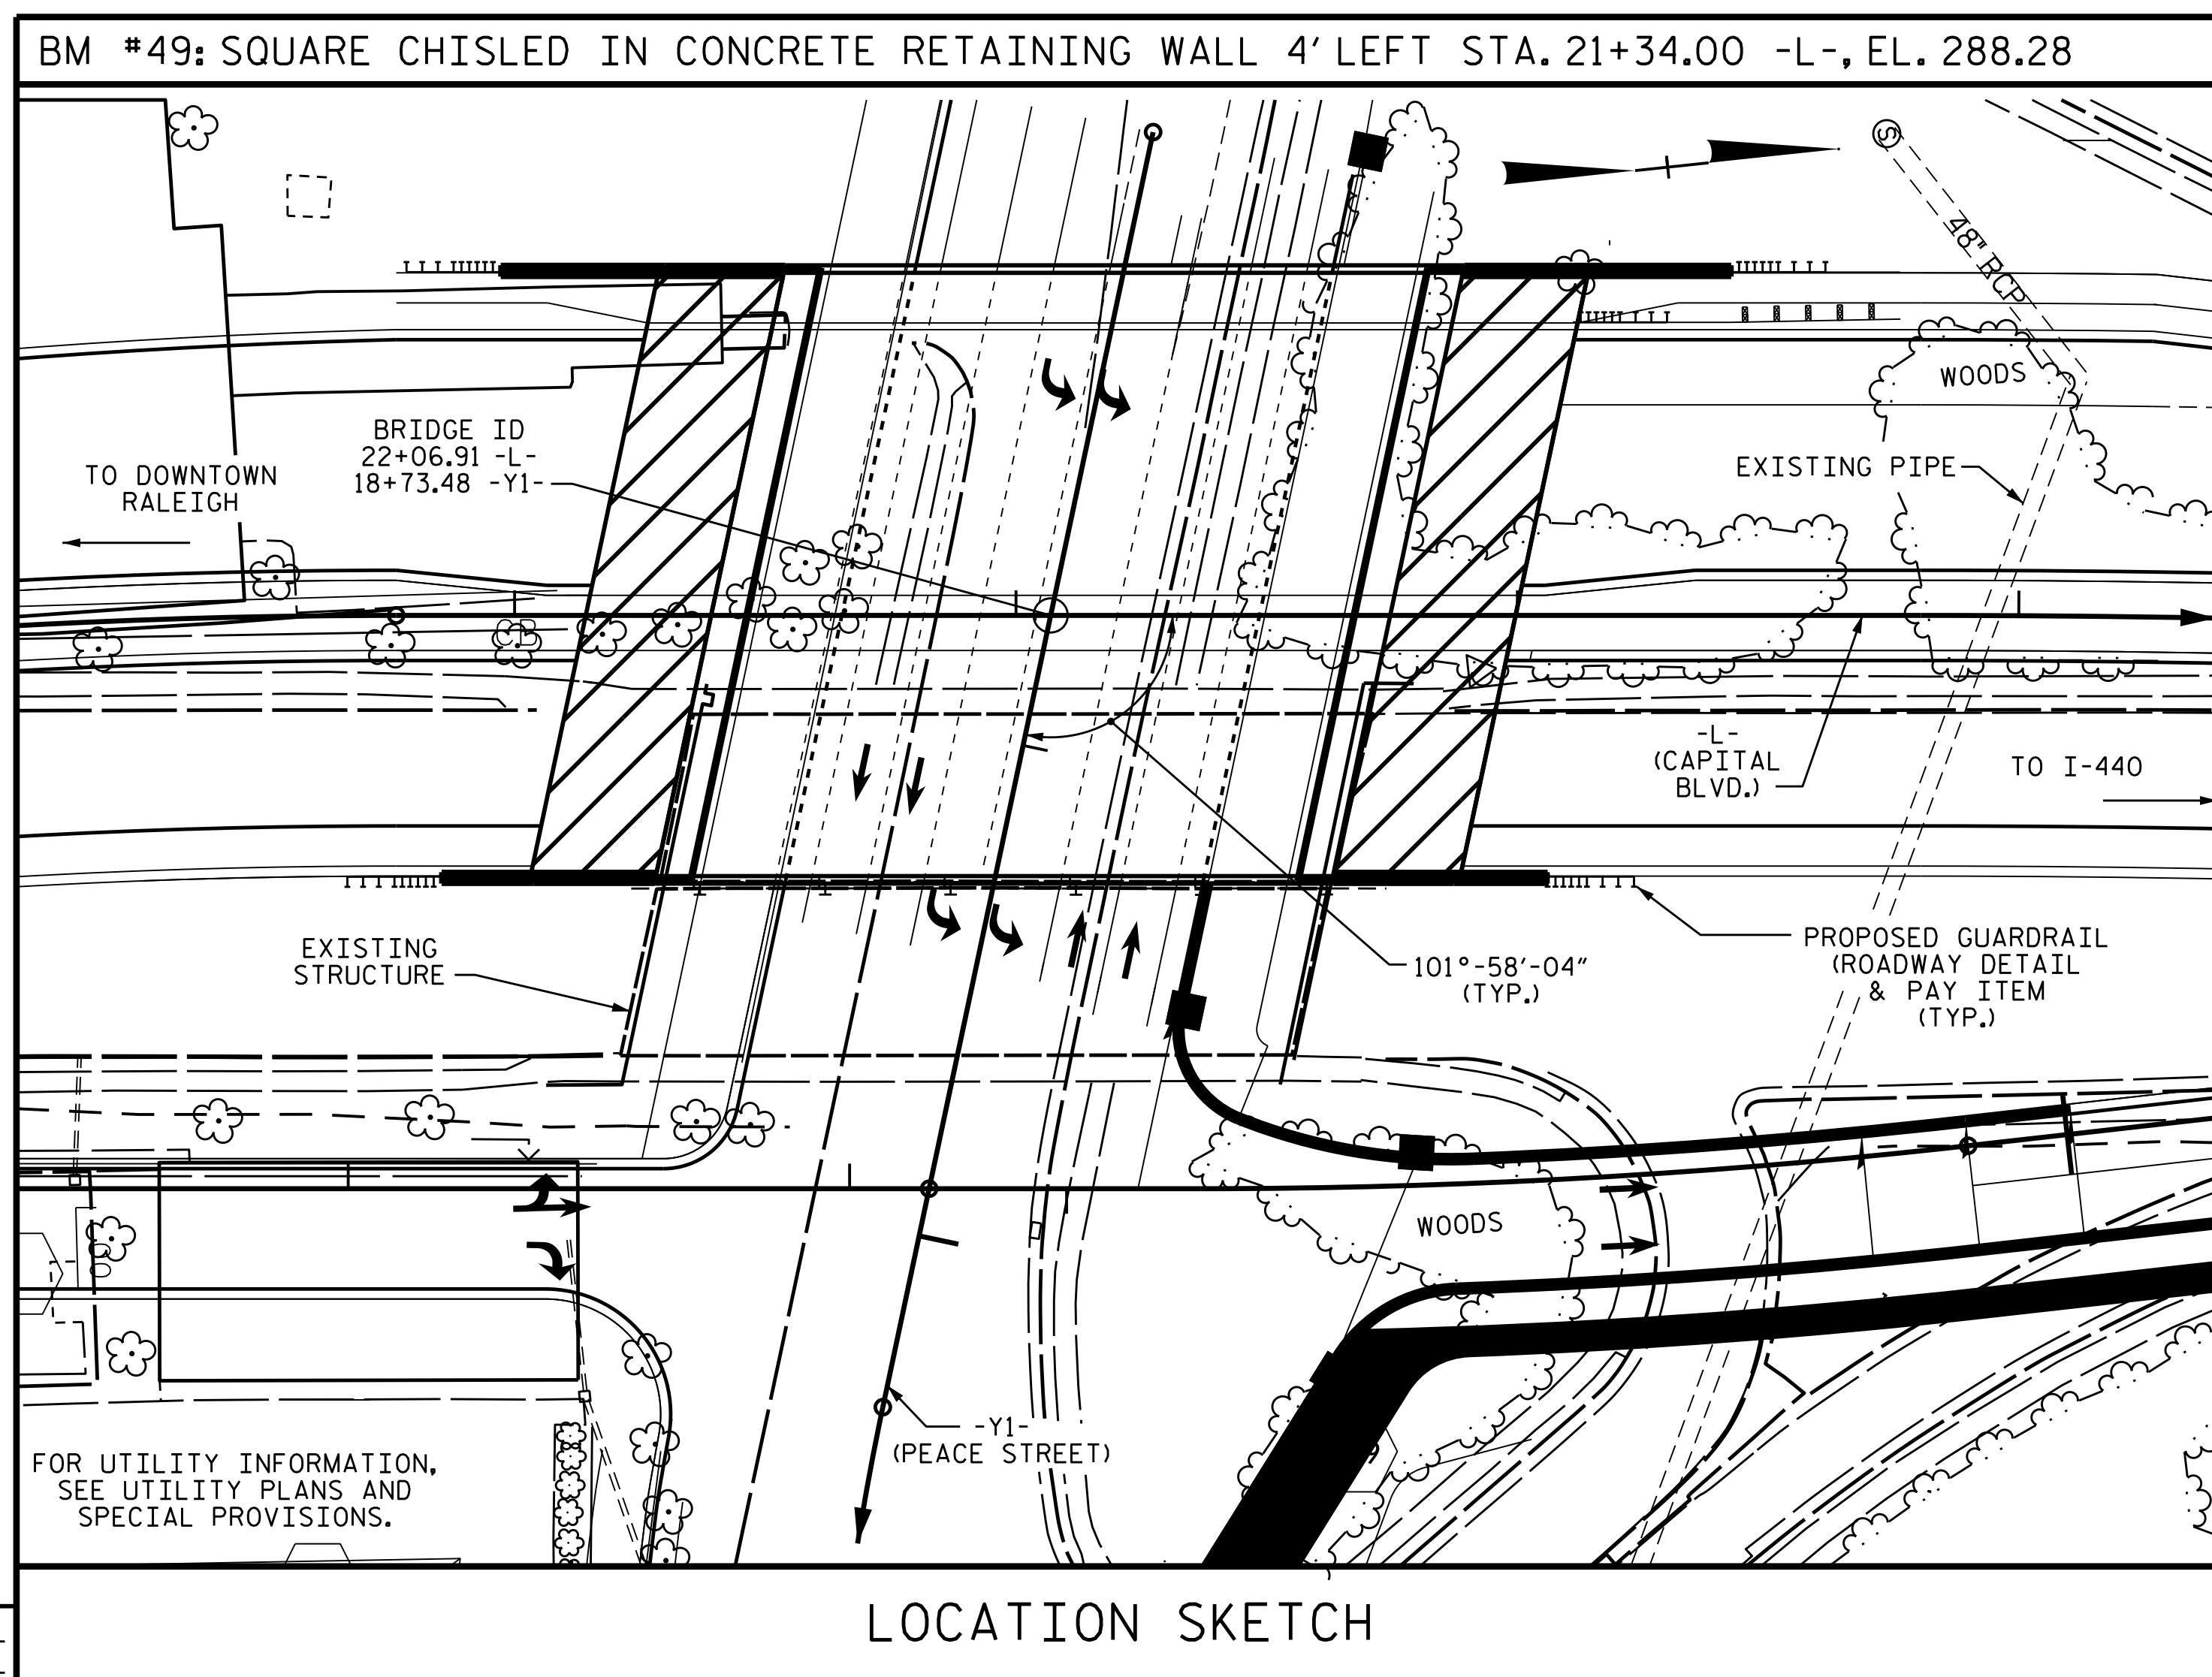 BM #49: SQUARE CHISLED IN CONCRETE RETAINING WALL 4' LEFT STA. 21+34.00 -L-, EL. 288.28
S
48" RCP
WOODS
BRIDGE ID
22+06.91 -L-
18+73.48 -Y1-
TO DOWNTOWN
RALEIGH
EXISTING PIPE
CB
-L-
(CAPITAL
BLVD.)
TO I-440
EXISTING
STRUCTURE
101°-58'-04"
(TYP.)
PROPOSED GUARDRAIL
(ROADWAY DETAIL
& PAY ITEM
(TYP.)
WOODS
-Y1-
(PEACE STREET)
FOR UTILITY INFORMATION,
SEE UTILITY PLANS AND
SPECIAL PROVISIONS.
LOCATION SKETCH